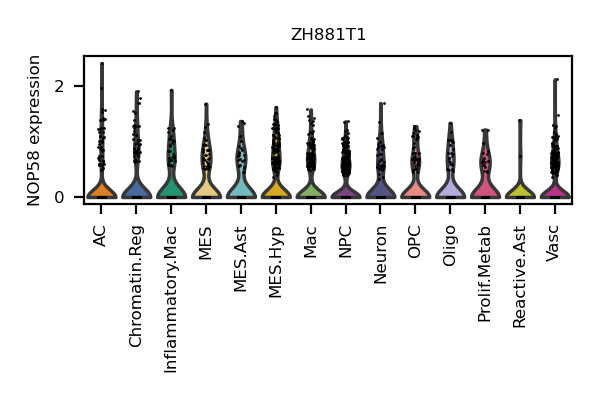 ZH881T1
NOP58 expression
2
0
AC
Chromatin.Reg
Inflammatory.Mac
MES
MES.Ast
MES.Hyp
Mac
NPC
Neuron
OPC
Oligo
Prolif.Metab
Reactive.Ast
Vasc